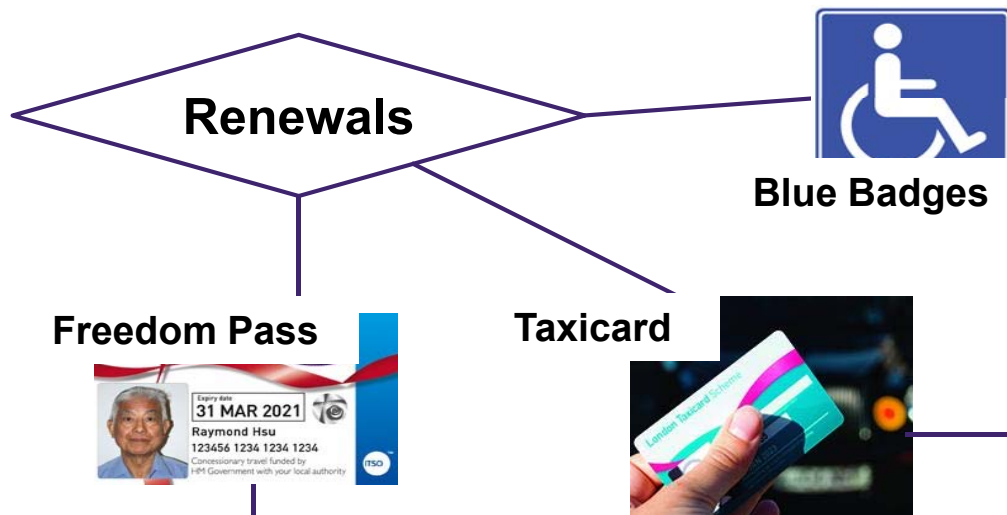 Renewals
Blue Badges
Freedom Pass
Taxicard
Expiry date
31 MAR 2021
Raymond Hsu
123456 1234 1234 1234
Concessionary travel funded by
HM Government with your local authority
ITSO
London Taxicard Scheme